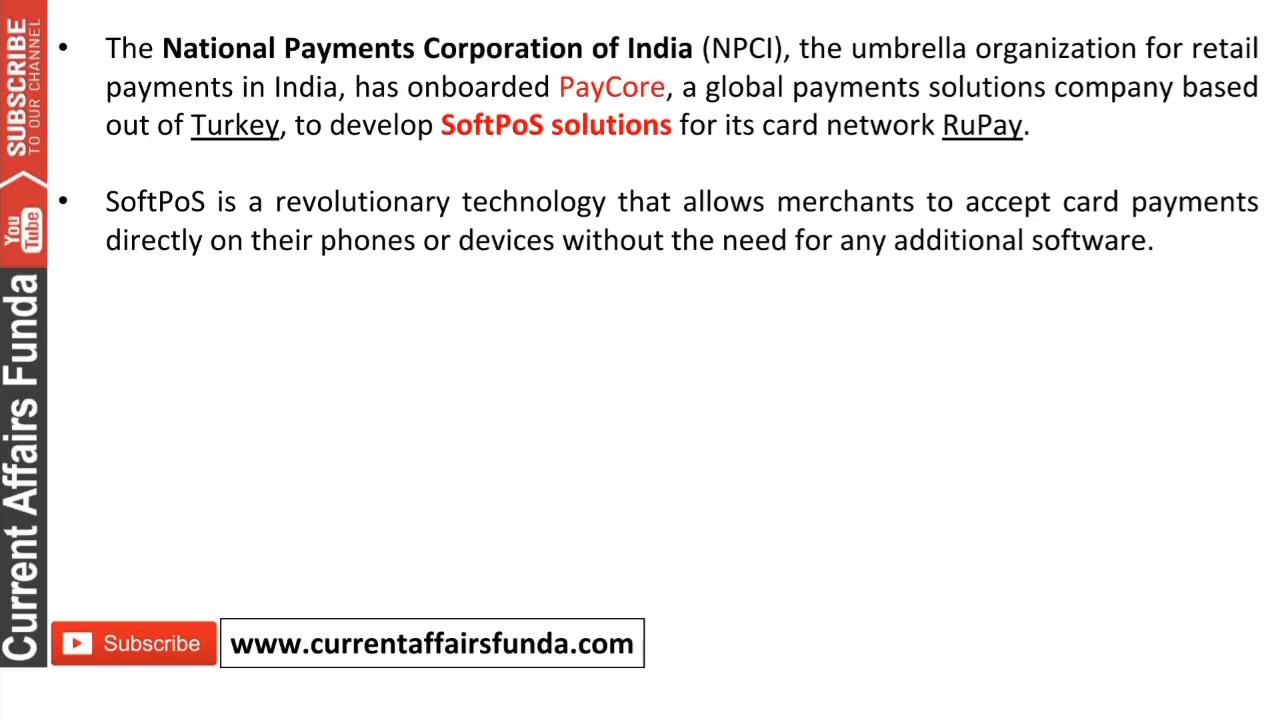 SUBSCRIBE
TO OUR CHANNEL
You
Tube
Current Affairs Funda
• The National Payments Corporation of India (NPCI), the umbrella organization for retail
payments in India, has onboarded PayCore, a global payments solutions company based
out of Turkey, to develop SoftPoS solutions for its card network RuPay.
• SoftPoS is a revolutionary technology that allows merchants to accept card payments
directly on their phones or devices without the need for any additional software.
Subscribe
www.currentaffairsfunda.com